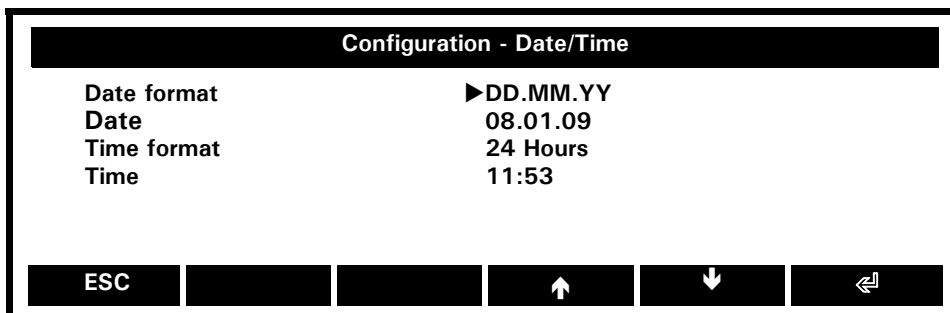 Configuration - Date/Time
Date format ▶DD.MM.YY
Date 08.01.09
Time format 24 Hours
Time 11:53
ESC ↑ ↓ ↵